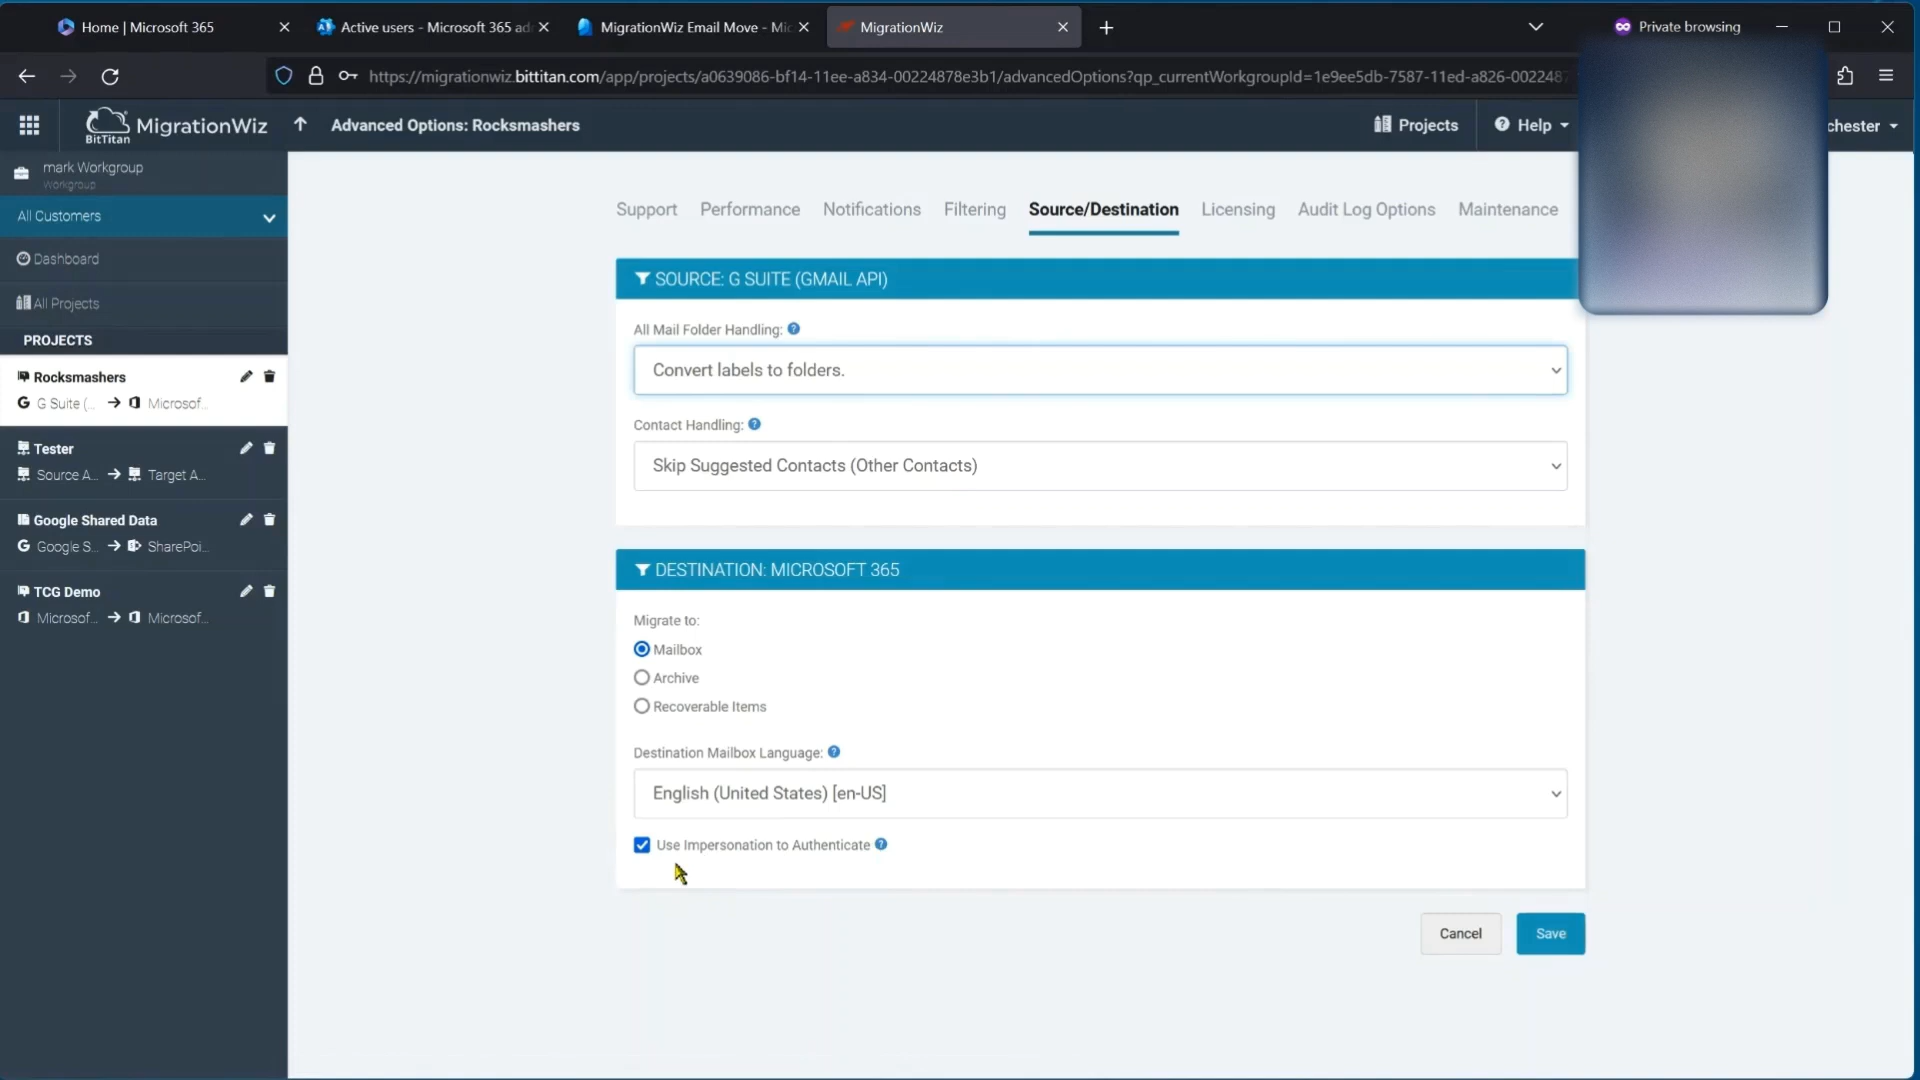 Home | Microsoft 365
Active users - Microsoft 365 ad
MigrationWiz Email Move - Mic
MigrationWiz
Private browsing
https://migrationwiz.bittitan.com/app/projects/a0639086-bf14-11ee-a834-00224878e3b1/advancedOptions?qp_currentWorkgroupId=1e9ee5db-7587-11ed-a826-0022487
BitTitan MigrationWiz
Advanced Options: Rocksmashers
Projects
Help
chester
mark Workgroup
Workgroup
All Customers
Dashboard
All Projects
PROJECTS
Rocksmashers
G Suite (... → Microsof...
Tester
Source A... → Target A...
Google Shared Data
Google S... → SharePoi...
TCG Demo
Microsof... → Microsof...
Support Performance Notifications Filtering Source/Destination Licensing Audit Log Options Maintenance
SOURCE: G SUITE (GMAIL API)
All Mail Folder Handling:
Convert labels to folders.
Contact Handling:
Skip Suggested Contacts (Other Contacts)
DESTINATION: MICROSOFT 365
Migrate to:
Mailbox
Archive
Recoverable Items
Destination Mailbox Language:
English (United States) [en-US]
Use Impersonation to Authenticate
Cancel
Save